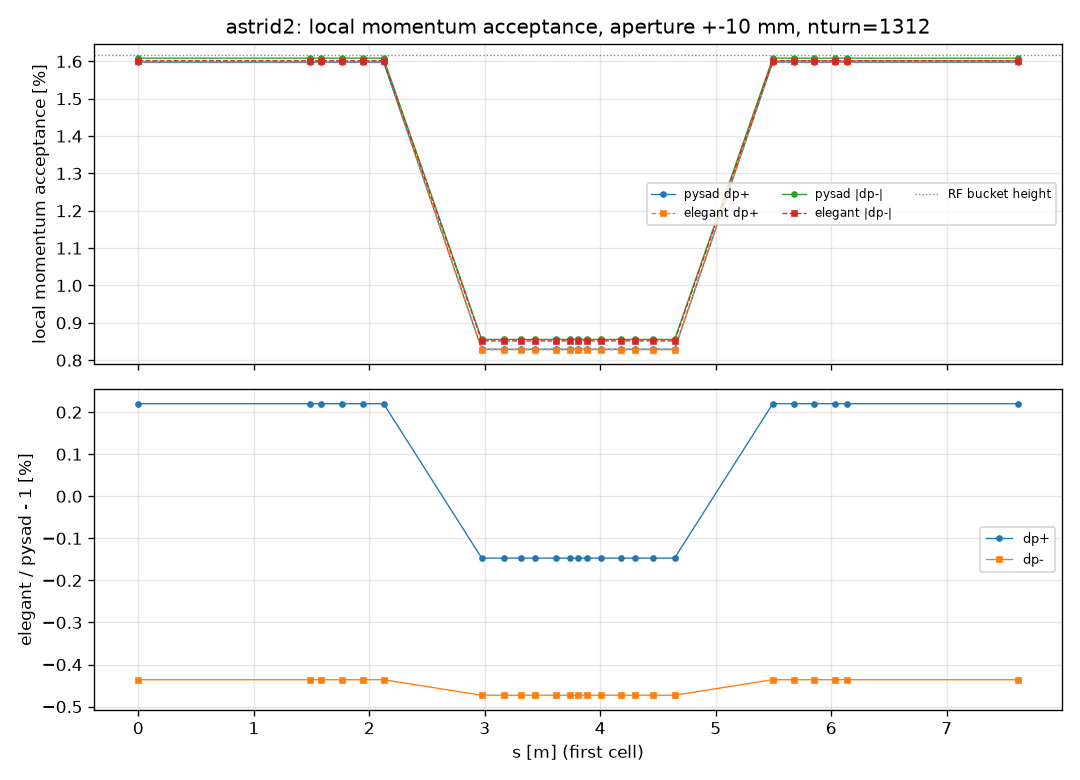 astrid2: local momentum acceptance, aperture +-10 mm, nturn=1312
local momentum acceptance [%]
1.6
1.5
1.4
1.3
1.2
1.1
1.0
0.9
0.8
pysad dp+
elegant dp+
pysad |dp-|
elegant |dp-|
RF bucket height
elegant / pysad - 1 [%]
0.2
0.1
0.0
−0.1
−0.2
−0.3
−0.4
−0.5
dp+
dp-
0 1 2 3 4 5 6 7
s [m] (first cell)